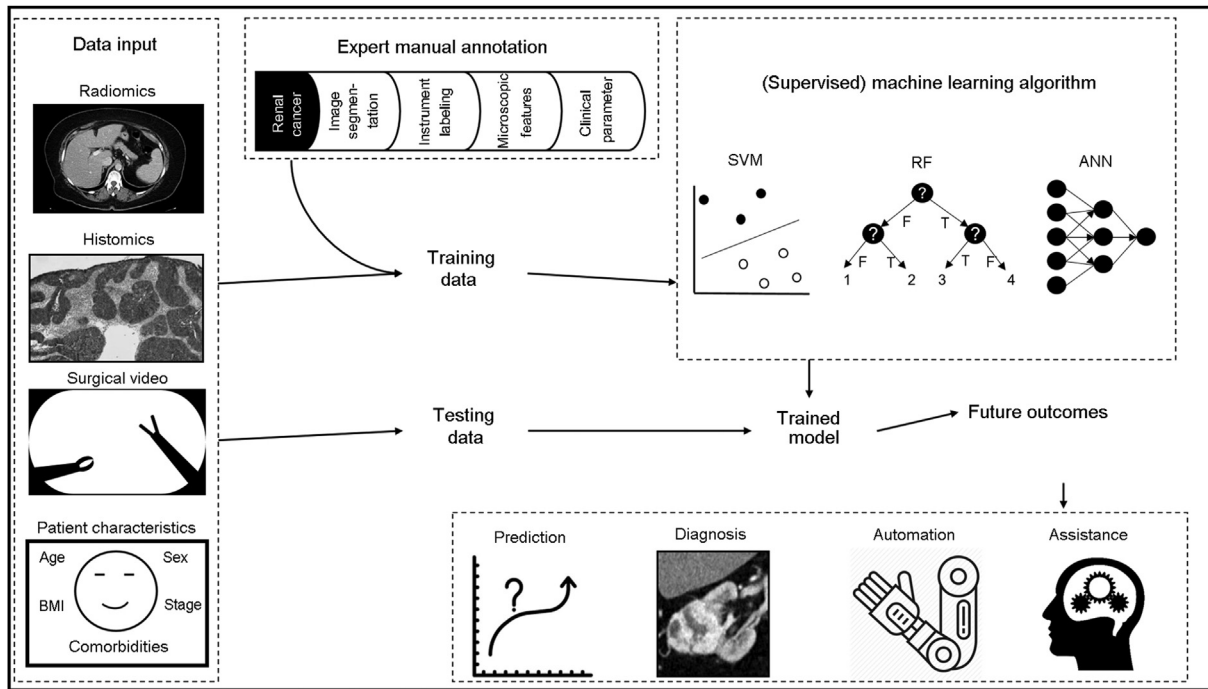 Data input
Radiomics
Histomics
Surgical video
Patient characteristics
Age
Sex
BMI
Stage
Comorbidities
Expert manual annotation
Renal
cancer
Image
segmen-
tation
Instrument
labeling
Microscopic
features
Clinical
parameter
(Supervised) machine learning algorithm
SVM
RF
ANN
?
F
T
?
?
F
T
T
F
1
2
3
4
Training
data
Testing
data
Trained
model
Future outcomes
Prediction
?
Diagnosis
Automation
Assistance